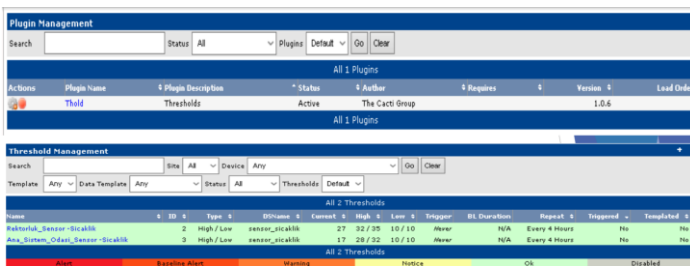 Plugin Management
Search Status All Plugins Default Go Clear
All 1 Plugins
Actions Plugin Name Plugin Description Status Author Requires Version Load Orde
Thold Thresholds Active The Cacti Group 1.0.6
All 1 Plugins
Threshold Management
Search Site All Device Any Go Clear
Template Any Data Template Any Status All Thresholds Default
All 2 Thresholds
Name ID Type DSName Current High Low Trigger BL Duration Repeat Triggered Templated
Rektorluk_Sensor -Sicaklik 2 High / Low sensor_sicaklik 27 32 / 35 10 / 10 Never N/A Every 4 Hours No No
Ana_Sistem_Odasi_Sensor -Sicaklik 3 High / Low sensor_sicaklik 17 28 / 32 10 / 10 Never N/A Every 4 Hours No No
All 2 Thresholds
Alert Baseline Alert Warning Notice Ok Disabled